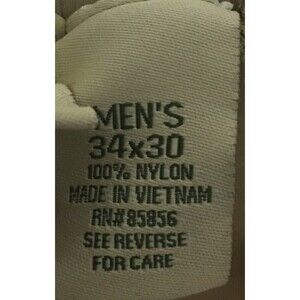 MEN'S
34x30
100% NYLON
MADE IN VIETNAM
RN# 85856
SEE REVERSE
FOR CARE